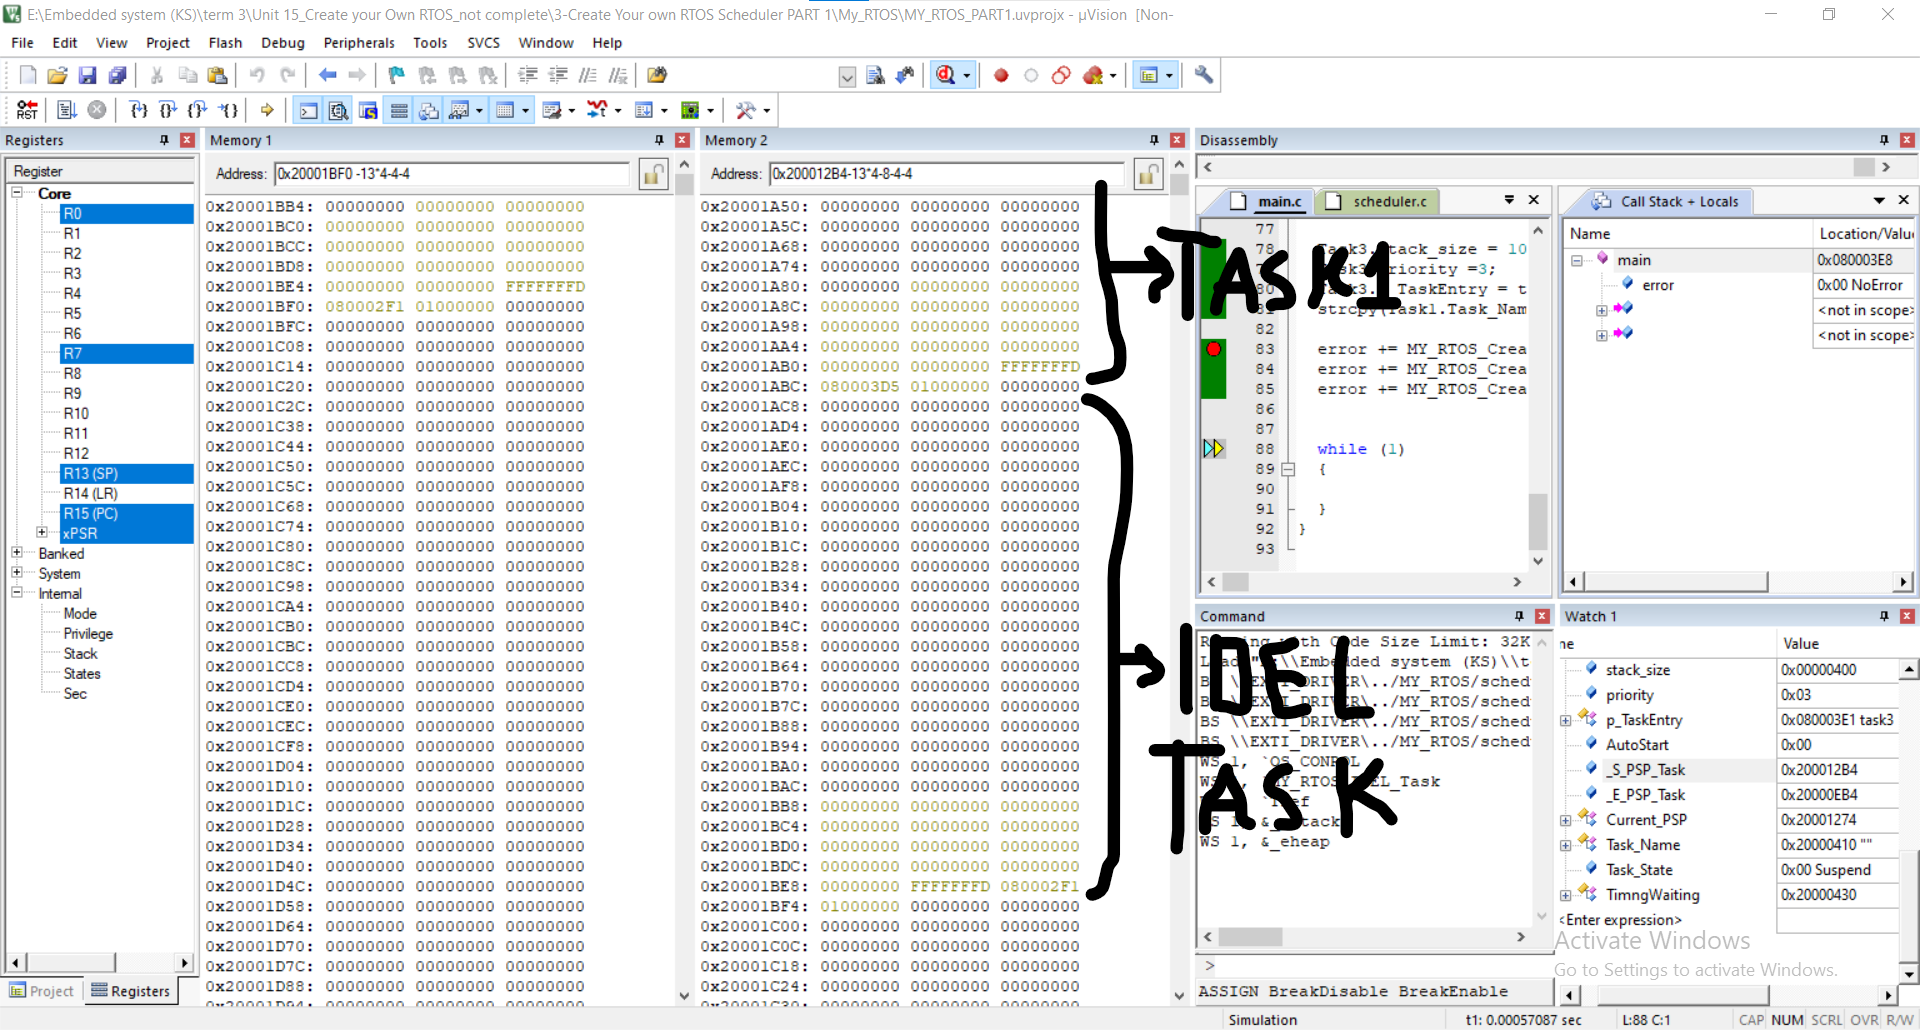 E:\Embedded system (KS)\term 3\Unit 15_Create your Own RTOS_not complete\3-Create Your own RTOS Scheduler PART 1\My_RTOS\MY_RTOS_PART1.uvprojx - µVision [Non-
File Edit View Project Flash Debug Peripherals Tools SVCS Window Help
Registers
Register
Core
R0
R1
R2
R3
R4
R5
R6
R7
R8
R9
R10
R11
R12
R13 (SP)
R14 (LR)
R15 (PC)
xPSR
Banked
System
Internal
Mode
Privilege
Stack
States
Sec
Project Registers
Memory 1
Address: 0x20001BF0 -13*4-4-4
0x20001BB4: 00000000 00000000 00000000
0x20001BC0: 00000000 00000000 00000000
0x20001BCC: 00000000 00000000 00000000
0x20001BD8: 00000000 00000000 00000000
0x20001BE4: 00000000 00000000 FFFFFFFD
0x20001BF0: 080002F1 01000000 00000000
0x20001BFC: 00000000 00000000 00000000
0x20001C08: 00000000 00000000 00000000
0x20001C14: 00000000 00000000 00000000
0x20001C20: 00000000 00000000 00000000
0x20001C2C: 00000000 00000000 00000000
0x20001C38: 00000000 00000000 00000000
0x20001C44: 00000000 00000000 00000000
0x20001C50: 00000000 00000000 00000000
0x20001C5C: 00000000 00000000 00000000
0x20001C68: 00000000 00000000 00000000
0x20001C74: 00000000 00000000 00000000
0x20001C80: 00000000 00000000 00000000
0x20001C8C: 00000000 00000000 00000000
0x20001C98: 00000000 00000000 00000000
0x20001CA4: 00000000 00000000 00000000
0x20001CB0: 00000000 00000000 00000000
0x20001CBC: 00000000 00000000 00000000
0x20001CC8: 00000000 00000000 00000000
0x20001CD4: 00000000 00000000 00000000
0x20001CE0: 00000000 00000000 00000000
0x20001CEC: 00000000 00000000 00000000
0x20001CF8: 00000000 00000000 00000000
0x20001D04: 00000000 00000000 00000000
0x20001D10: 00000000 00000000 00000000
0x20001D1C: 00000000 00000000 00000000
0x20001D28: 00000000 00000000 00000000
0x20001D34: 00000000 00000000 00000000
0x20001D40: 00000000 00000000 00000000
0x20001D4C: 00000000 00000000 00000000
0x20001D58: 00000000 00000000 00000000
0x20001D64: 00000000 00000000 00000000
0x20001D70: 00000000 00000000 00000000
0x20001D7C: 00000000 00000000 00000000
0x20001D88: 00000000 00000000 00000000
0x20001D94: 00000000 00000000 00000000
Memory 2
Address: 0x200012B4-13*4-8-4-4
0x20001A50: 00000000 00000000 00000000
0x20001A5C: 00000000 00000000 00000000
0x20001A68: 00000000 00000000 00000000
0x20001A74: 00000000 00000000 00000000
0x20001A80: 00000000 00000000 00000000
0x20001A8C: 00000000 00000000 00000000
0x20001A98: 00000000 00000000 00000000
0x20001AA4: 00000000 00000000 00000000
0x20001AB0: 00000000 00000000 FFFFFFFD
0x20001ABC: 080003D5 01000000 00000000
0x20001AC8: 00000000 00000000 00000000
0x20001AD4: 00000000 00000000 00000000
0x20001AE0: 00000000 00000000 00000000
0x20001AEC: 00000000 00000000 00000000
0x20001AF8: 00000000 00000000 00000000
0x20001B04: 00000000 00000000 00000000
0x20001B10: 00000000 00000000 00000000
0x20001B1C: 00000000 00000000 00000000
0x20001B28: 00000000 00000000 00000000
0x20001B34: 00000000 00000000 00000000
0x20001B40: 00000000 00000000 00000000
0x20001B4C: 00000000 00000000 00000000
0x20001B58: 00000000 00000000 00000000
0x20001B64: 00000000 00000000 00000000
0x20001B70: 00000000 00000000 00000000
0x20001B7C: 00000000 00000000 00000000
0x20001B88: 00000000 00000000 00000000
0x20001B94: 00000000 00000000 00000000
0x20001BA0: 00000000 00000000 00000000
0x20001BAC: 00000000 00000000 00000000
0x20001BB8: 00000000 00000000 00000000
0x20001BC4: 00000000 00000000 00000000
0x20001BD0: 00000000 00000000 00000000
0x20001BDC: 00000000 00000000 00000000
0x20001BE8: 00000000 FFFFFFFD 080002F1
0x20001BF4: 01000000 00000000 00000000
0x20001C00: 00000000 00000000 00000000
0x20001C0C: 00000000 00000000 00000000
0x20001C18: 00000000 00000000 00000000
0x20001C24: 00000000 00000000 00000000
0x20001C30: 00000000 00000000 00000000
TASK1
IDEL
TASK
Disassembly
main.c scheduler.c
77
78 Task3.stack_size = 10
priority =3;
80 TaskEntry = t
strcpy(Task1.Task_Nam
82
83 error += MY_RTOS_Crea
84 error += MY_RTOS_Crea
85 error += MY_RTOS_Crea
86
87
88 while (1)
89 {
90
91 }
92 }
93
Call Stack + Locals
Name Location/Valu
main 0x080003E8
error 0x00 NoError
<not in scope>
<not in scope>
Command
with Code Size Limit: 32K
\\Embedded system (KS)\\t
\\EXTI_DRIVER\../MY_RTOS/sched
\\EXTI_DRIVER\../MY_RTOS/sched
BS \\EXTI_DRIVER\../MY_RTOS/sched
BS \\EXTI_DRIVER\../MY_RTOS/sched
WS 1, `OS_CONROL
Task
WS 1, &_eheap
>
ASSIGN BreakDisable BreakEnable
Watch 1
Value
stack_size 0x00000400
priority 0x03
p_TaskEntry 0x080003E1 task3
AutoStart 0x00
_S_PSP_Task 0x200012B4
_E_PSP_Task 0x20000EB4
Current_PSP 0x20001274
Task_Name 0x20000410 ""
Task_State 0x00 Suspend
TimngWaiting 0x20000430
<Enter expression>
Activate Windows
Go to Settings to activate Windows.
Simulation t1: 0.00057087 sec L:88 C:1 CAP NUM SCRL OVR R/W